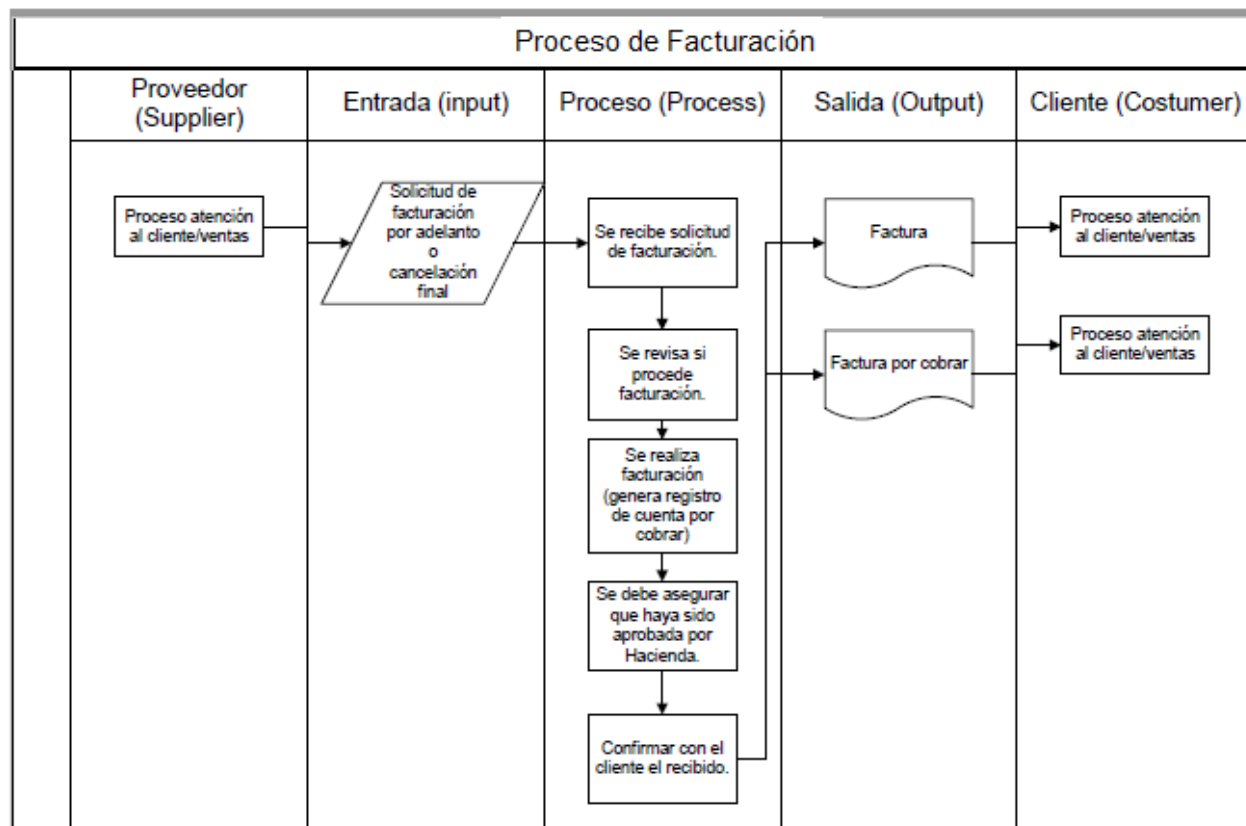 Proceso de Facturación
Proveedor
(Supplier)
Entrada (input)
Proceso (Process)
Salida (Output)
Cliente (Costumer)
Proceso atención
al cliente/ventas
Solicitud de
facturación
por adelanto
o
cancelación
final
Se recibe solicitud
de facturación.
Se revisa si
procede
facturación.
Se realiza
facturación
(genera registro
de cuenta por
cobrar)
Se debe asegurar
que haya sido
aprobada por
Hacienda.
Confirmar con el
cliente el recibido.
Factura
Factura por cobrar
Proceso atención
al cliente/ventas
Proceso atención
al cliente/ventas